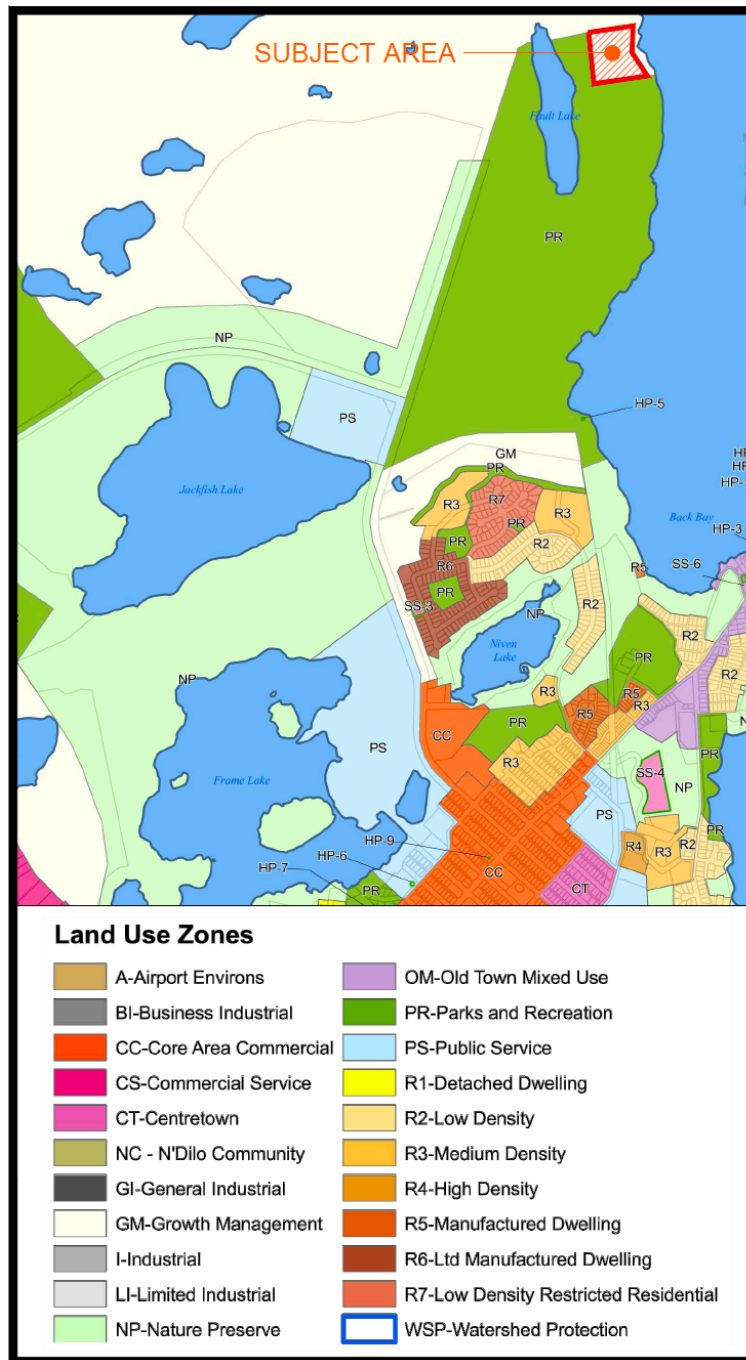 SUBJECT AREA
Fault Lake
PR
NP
HP-5
PS
GM
PR
Jackfish Lake
R3
R7
R3
PR
PR
R2
Back Bay
HP-3
SS-6
R6
R5
PR
SS-3
R2
NP
R2
Niven
Lake
PR
R2
NP
R3
R5
R3
CC
PR
R5
PS
R3
SS-4
NP
PR
Frame Lake
PS
PR
HP-9
R4
R3
R2
HP-6
HP-7
CC
CT
PR
Land Use Zones
A-Airport Environs
BI-Business Industrial
CC-Core Area Commercial
CS-Commercial Service
CT-Centretown
NC - N'Dilo Community
GI-General Industrial
GM-Growth Management
I-Industrial
LI-Limited Industrial
NP-Nature Preserve
OM-Old Town Mixed Use
PR-Parks and Recreation
PS-Public Service
R1-Detached Dwelling
R2-Low Density
R3-Medium Density
R4-High Density
R5-Manufactured Dwelling
R6-Ltd Manufactured Dwelling
R7-Low Density Restricted Residential
WSP-Watershed Protection